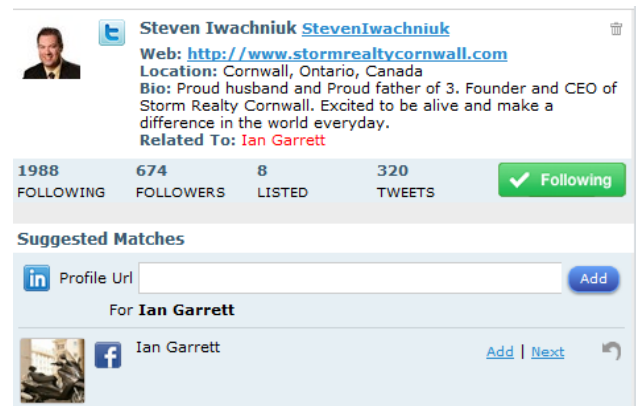 Steven Iwachniuk StevenIwachniuk
Web: http://www.stormrealtycornwall.com
Location: Cornwall, Ontario, Canada
Bio: Proud husband and Proud father of 3. Founder and CEO of
Storm Realty Cornwall. Excited to be alive and make a
difference in the world everyday.
Related To: Ian Garrett
1988 674 8 320
FOLLOWING FOLLOWERS LISTED TWEETS Following
Suggested Matches
in Profile Url Add
For Ian Garrett
f Ian Garrett Add | Next